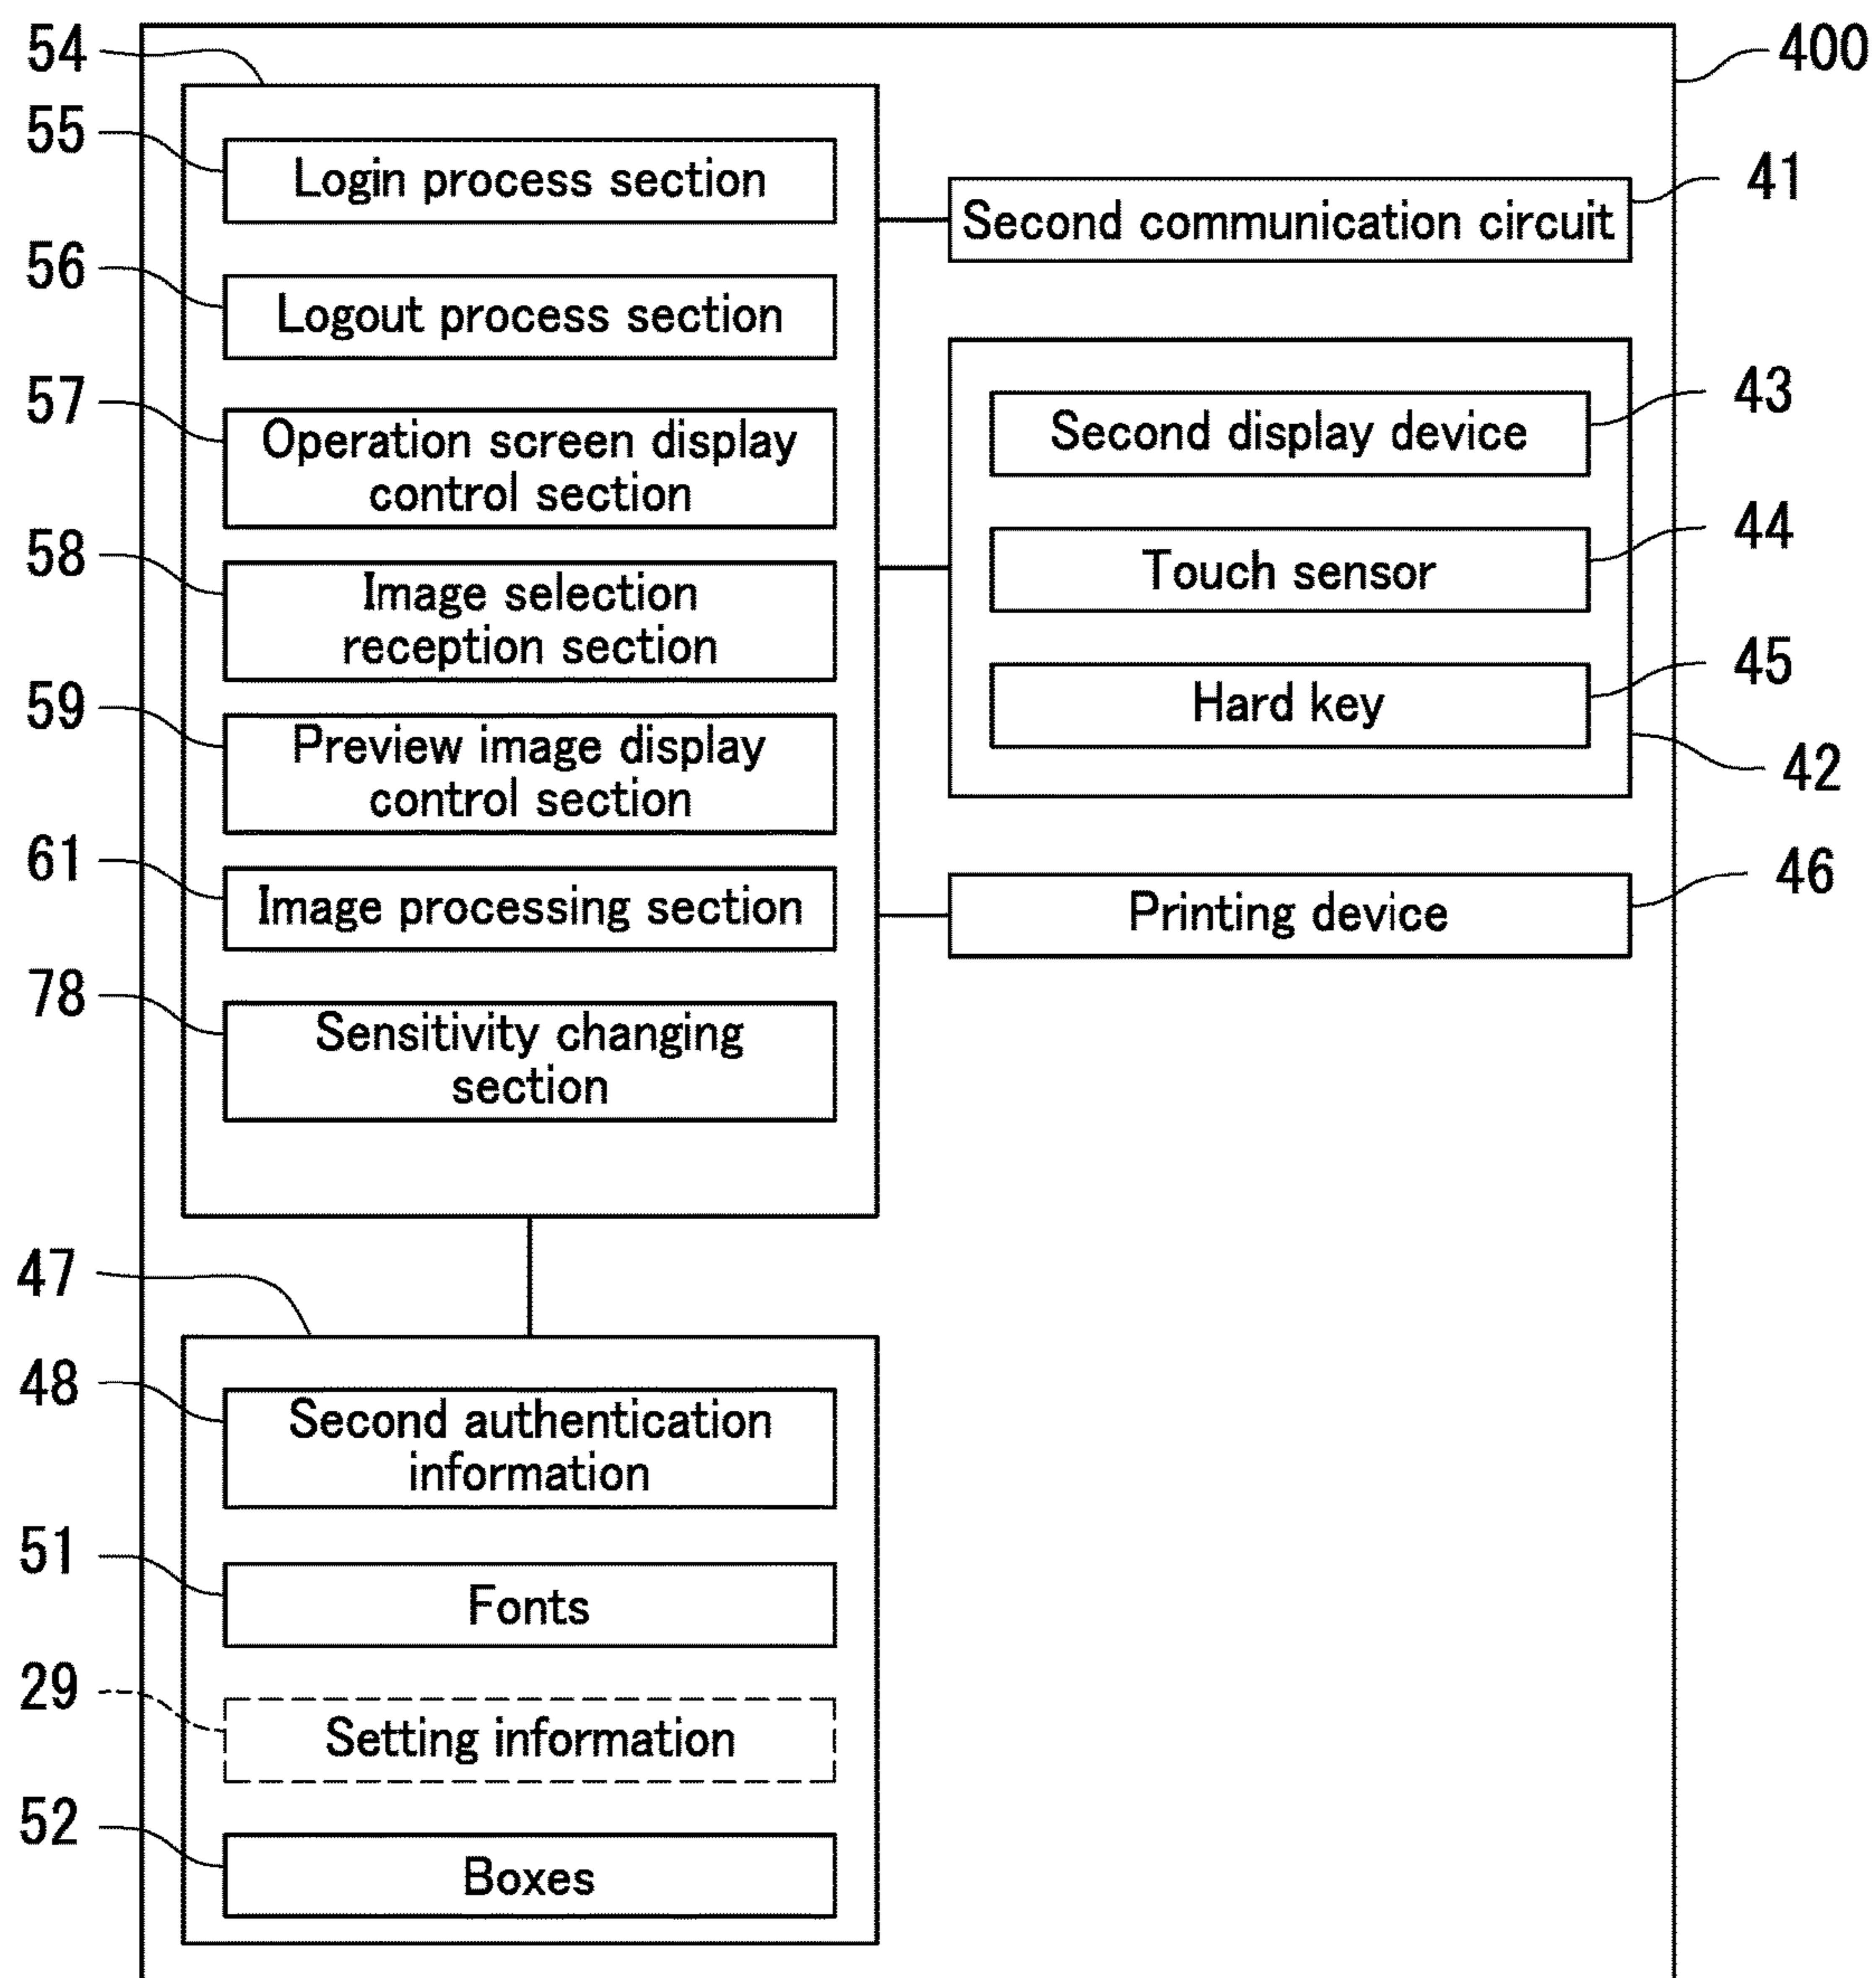 54
400
55
Login process section
41
Second communication circuit
56
Logout process section
57
Operation screen display
control section
43
Second display device
58
Image selection
reception section
44
Touch sensor
59
Preview image display
control section
45
Hard key
42
61
Image processing section
46
Printing device
78
Sensitivity changing
section
47
48
Second authentication
information
51
Fonts
29
Setting information
52
Boxes